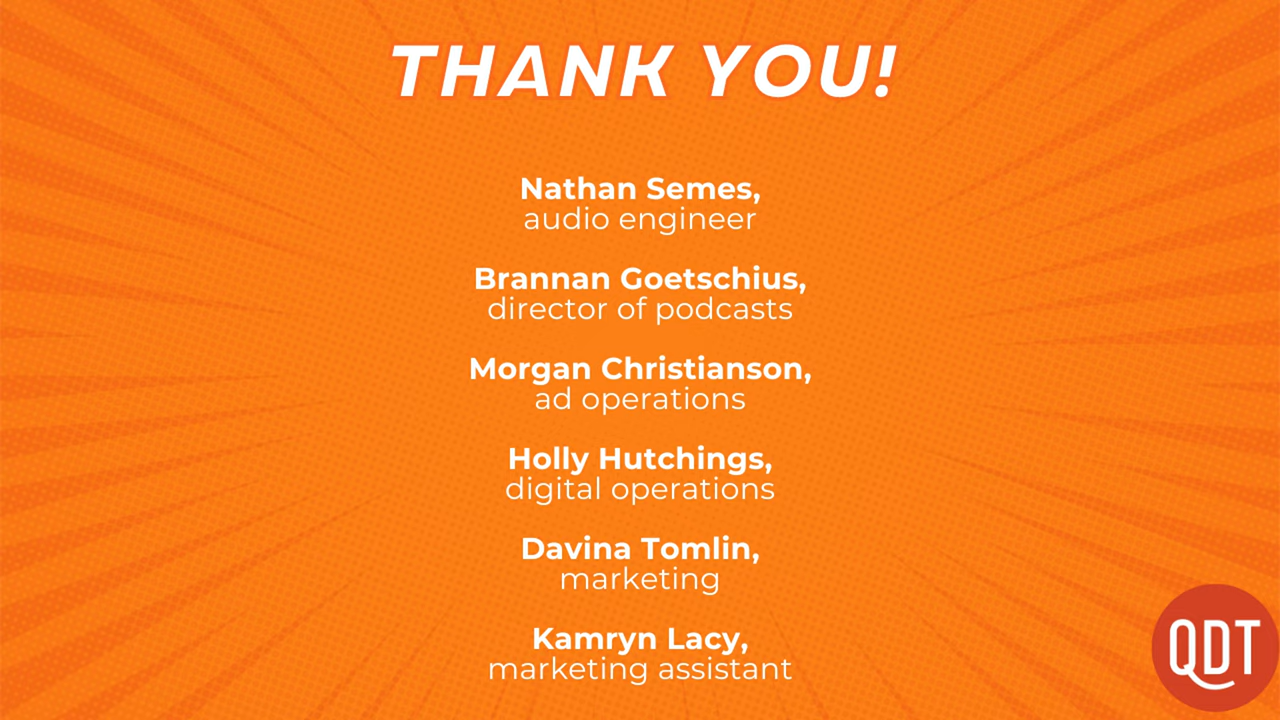 THANK YOU!
Nathan Semes,
audio engineer
Brannan Goetschius,
director of podcasts
Morgan Christianson,
ad operations
Holly Hutchings,
digital operations
Davina Tomlin,
marketing
Kamryn Lacy,
marketing assistant
QDT